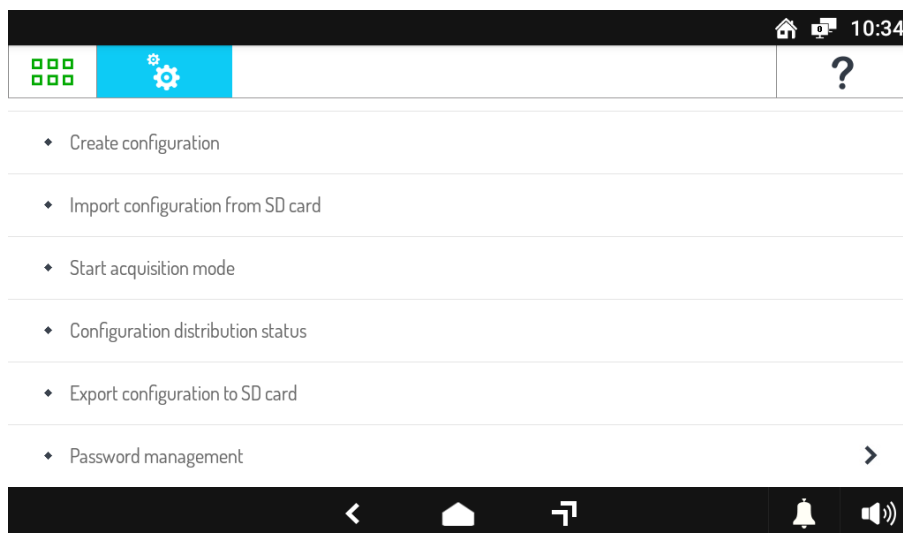 10:34
?
Create configuration
Import configuration from SD card
Start acquisition mode
Configuration distribution status
Export configuration to SD card
Password management